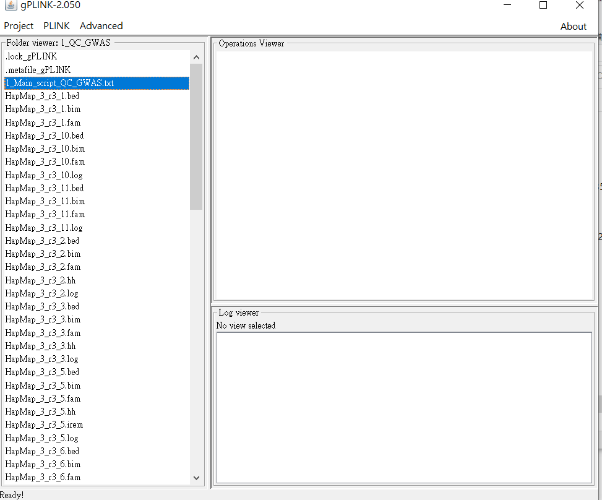 gPLINK-2.050
Project PLINK Advanced About
Folder viewers: 1_QC_GWAS
.lock_gPLINK
.metafile_gPLINK
1_Main_script_QC_GWAS.txt
HapMap_3_r3_1.bed
HapMap_3_r3_1.bim
HapMap_3_r3_1.fam
HapMap_3_r3_10.bed
HapMap_3_r3_10.bim
HapMap_3_r3_10.fam
HapMap_3_r3_10.log
HapMap_3_r3_11.bed
HapMap_3_r3_11.bim
HapMap_3_r3_11.fam
HapMap_3_r3_11.log
HapMap_3_r3_2.bed
HapMap_3_r3_2.bim
HapMap_3_r3_2.fam
HapMap_3_r3_2.hh
HapMap_3_r3_2.log
HapMap_3_r3_3.bed
HapMap_3_r3_3.bim
HapMap_3_r3_3.fam
HapMap_3_r3_3.hh
HapMap_3_r3_3.log
HapMap_3_r3_5.bed
HapMap_3_r3_5.bim
HapMap_3_r3_5.fam
HapMap_3_r3_5.hh
HapMap_3_r3_5.irem
HapMap_3_r3_5.log
HapMap_3_r3_6.bed
HapMap_3_r3_6.bim
HapMap_3_r3_6.fam
Ready!
Operations Viewer
Log viewer
No view selected